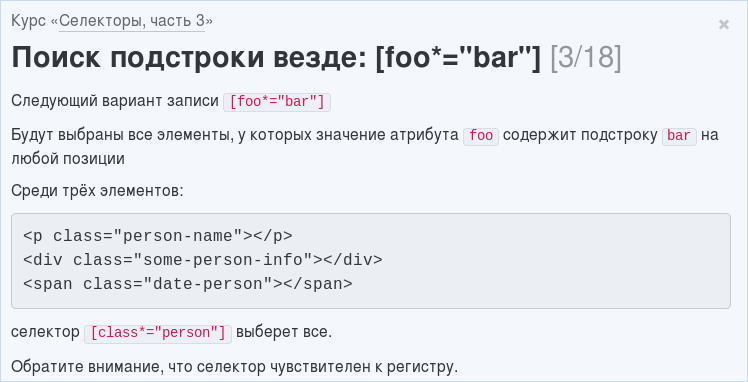 Курс «Селекторы, часть 3»
×
Поиск подстроки везде: [foo*="bar"] [3/18]
Следующий вариант записи [foo*="bar"]
Будут выбраны все элементы, у которых значение атрибута foo содержит подстроку bar на
любой позиции
Среди трёх элементов:
<p class="person-name"></p>
<div class="some-person-info"></div>
<span class="date-person"></span>
селектор [class*="person"] выберет все.
Обратите внимание, что селектор чувствителен к регистру.